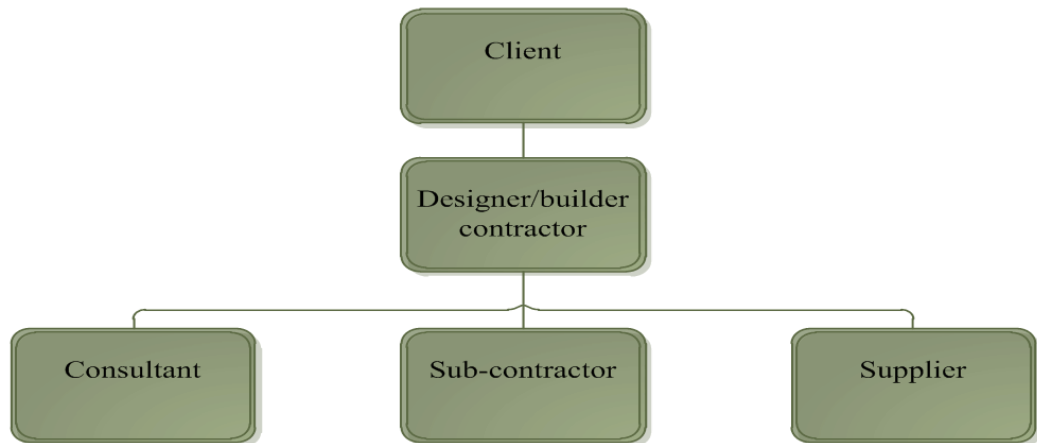 Client
Designer/builder
contractor
Consultant
Sub-contractor
Supplier